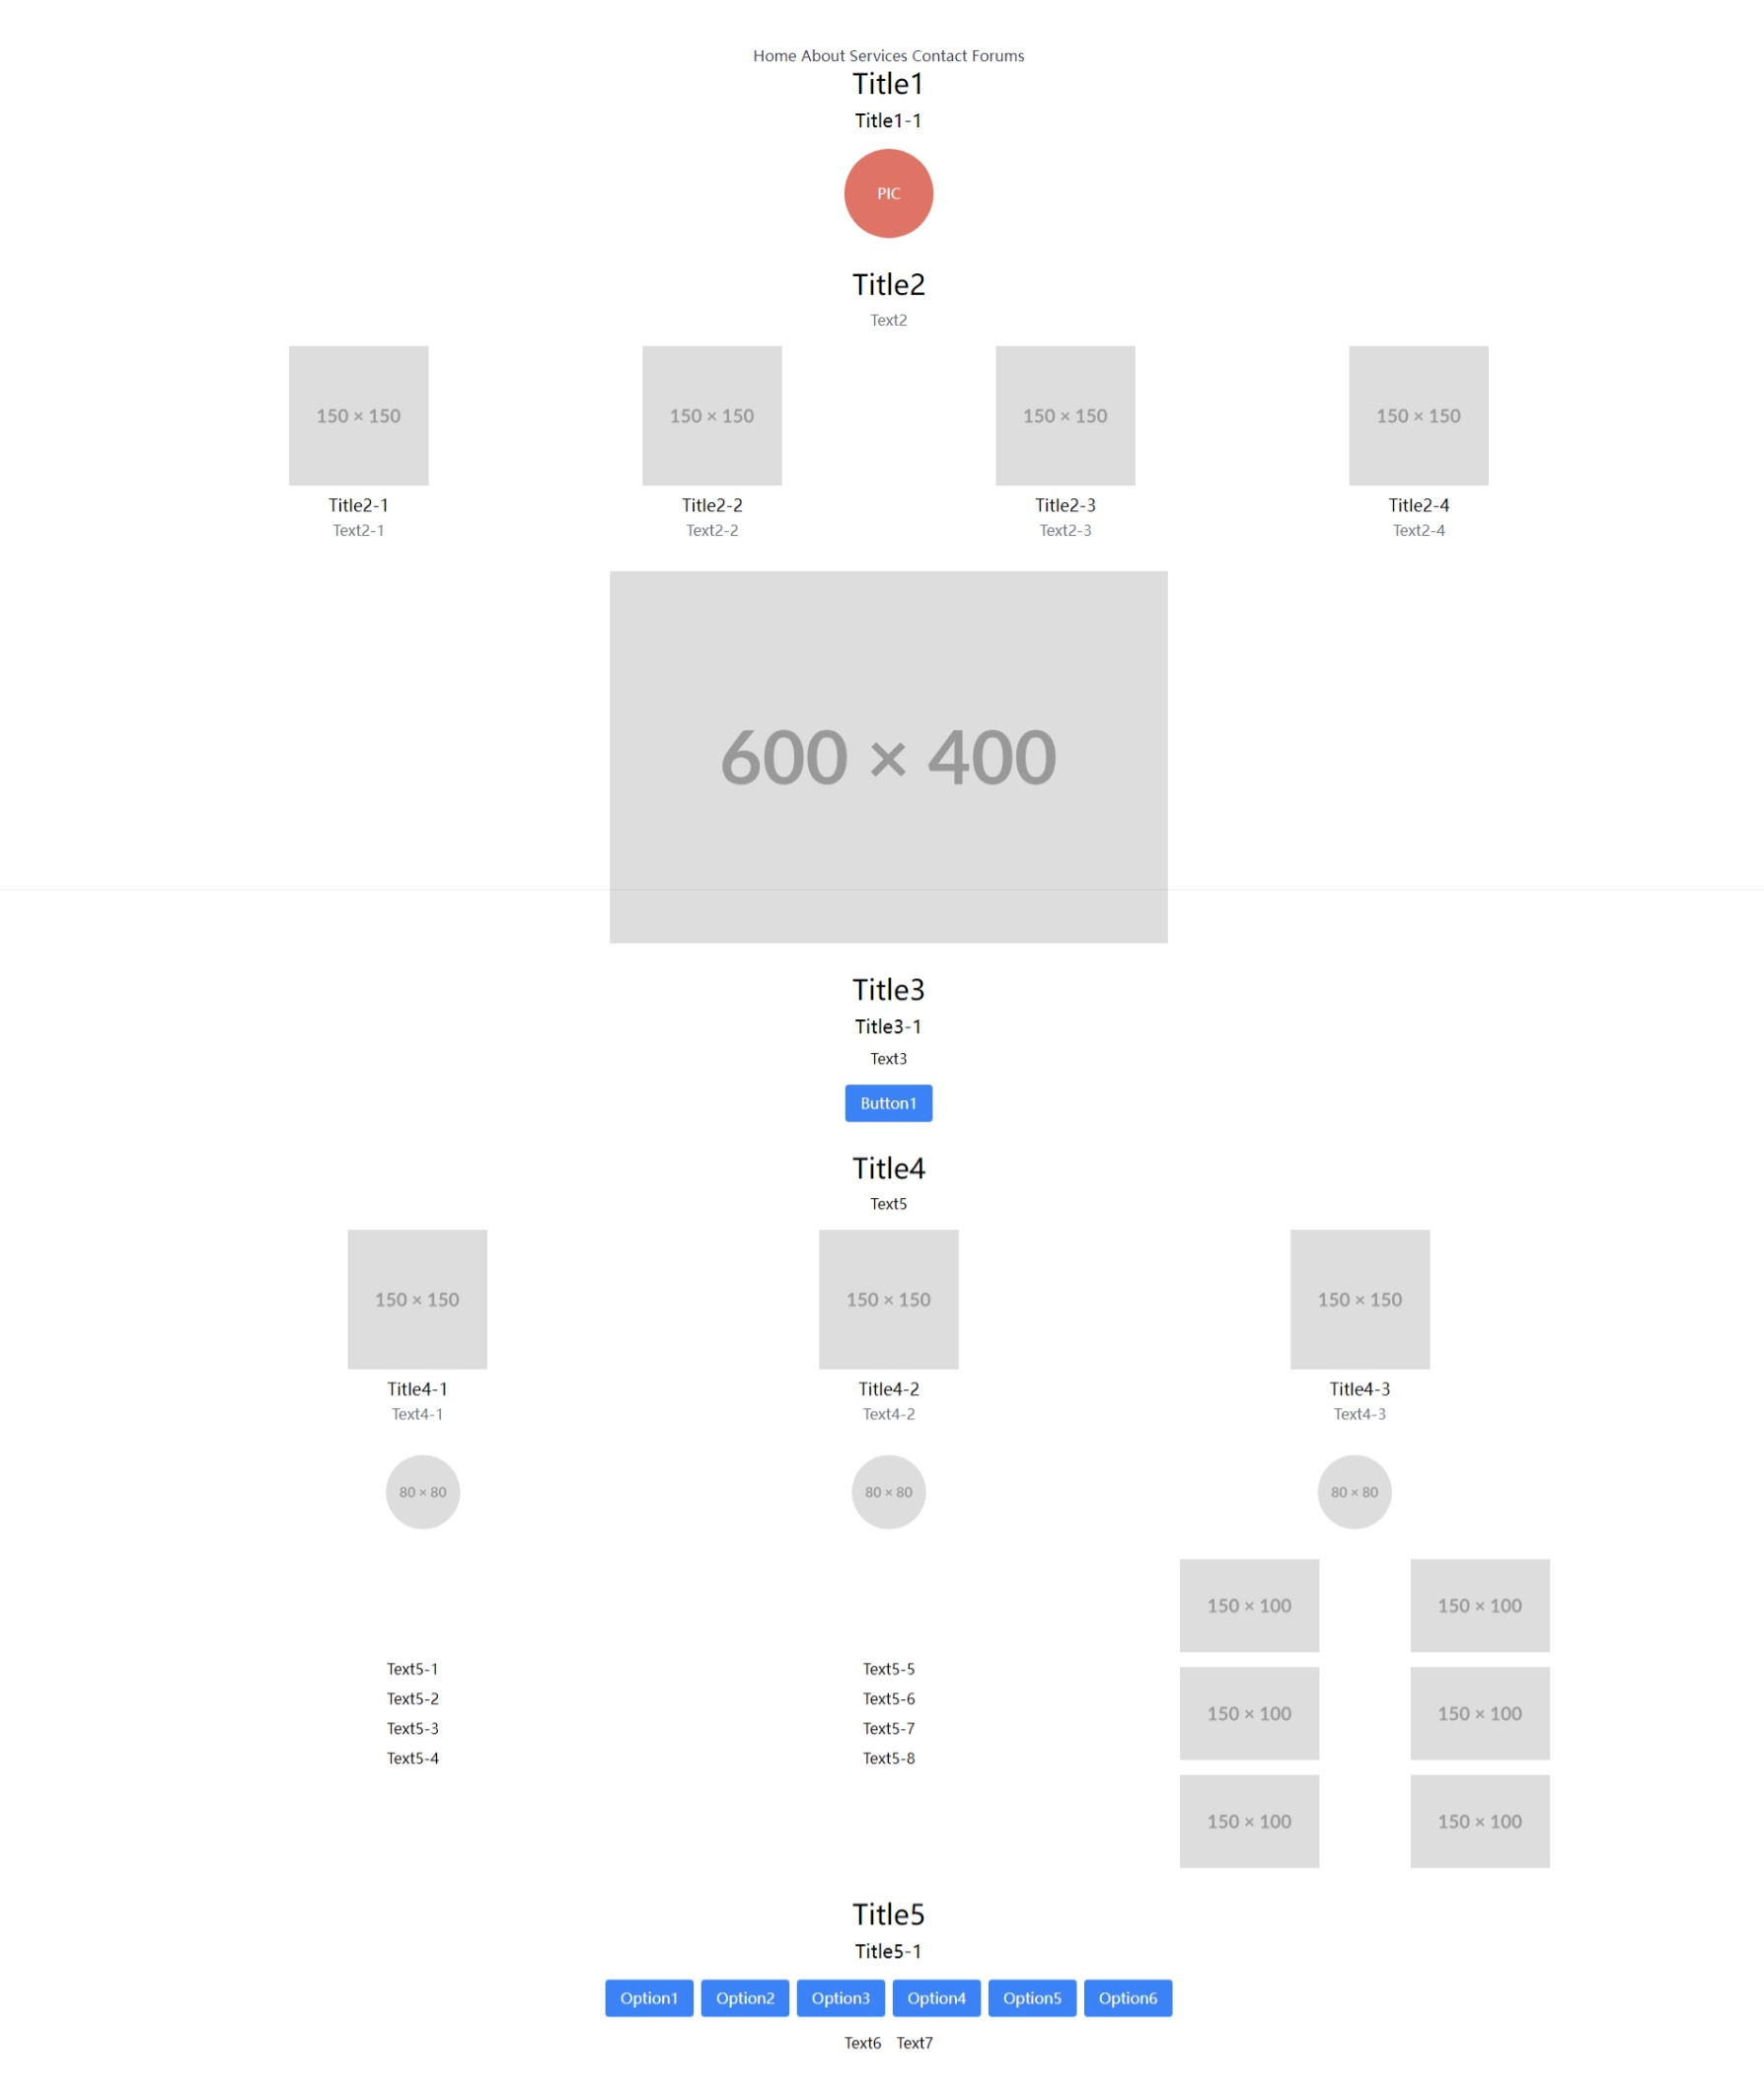 Home About Services Contact Forums
Title1
Title1-1
PIC
Title2
Text2
150 × 150
150 × 150
150 × 150
150 × 150
Title2-1
Title2-2
Title2-3
Title2-4
Text2-1
Text2-2
Text2-3
Text2-4
600 × 400
Title3
Title3-1
Text3
Button1
Title4
Text5
150 × 150
150 × 150
150 × 150
Title4-1
Title4-2
Title4-3
Text4-1
Text4-2
Text4-3
80 × 80
80 × 80
80 × 80
Text5-1
Text5-2
Text5-3
Text5-4
Text5-5
Text5-6
Text5-7
Text5-8
150 × 100
150 × 100
150 × 100
150 × 100
150 × 100
150 × 100
Title5
Title5-1
Option1
Option2
Option3
Option4
Option5
Option6
Text6 Text7